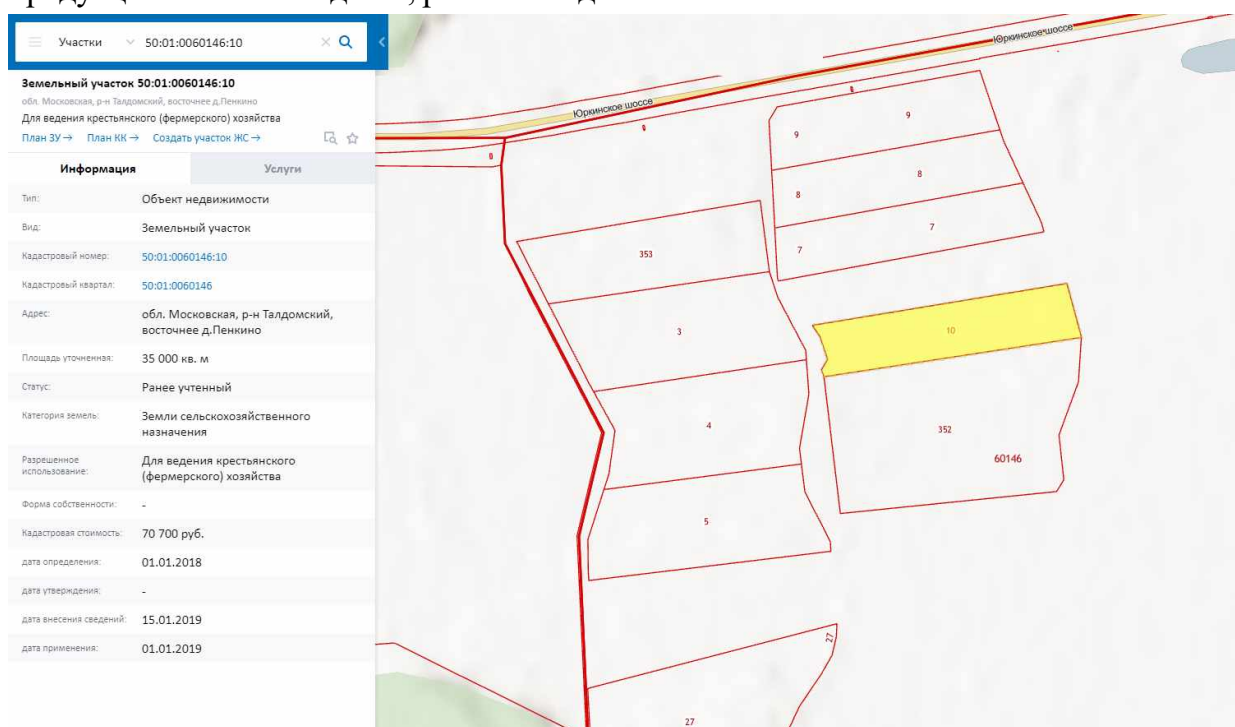 Участки 50:01:0060146:10
Земельный участок 50:01:0060146:10
обл. Московская, р-н Талдомский, восточнее д.Пенкино
Для ведения крестьянского (фермерского) хозяйства
План ЗУ → План КК → Создать участок ЖС →
Информация Услуги
Тип: Объект недвижимости
Вид: Земельный участок
Кадастровый номер: 50:01:0060146:10
Кадастровый квартал: 50:01:0060146
Адрес: обл. Московская, р-н Талдомский,
восточнее д.Пенкино
Площадь уточненная: 35 000 кв. м
Статус: Ранее учтенный
Категория земель: Земли сельскохозяйственного
назначения
Разрешенное
использование: Для ведения крестьянского
(фермерского) хозяйства
Форма собственности: -
Кадастровая стоимость: 70 700 руб.
дата определения: 01.01.2018
дата утверждения: -
дата внесения сведений: 15.01.2019
дата применения: 01.01.2019
Юркинское шоссе
Юркинское шоссе
9
9
8
8
7
7
353
3
10
4
352
60146
5
27
27